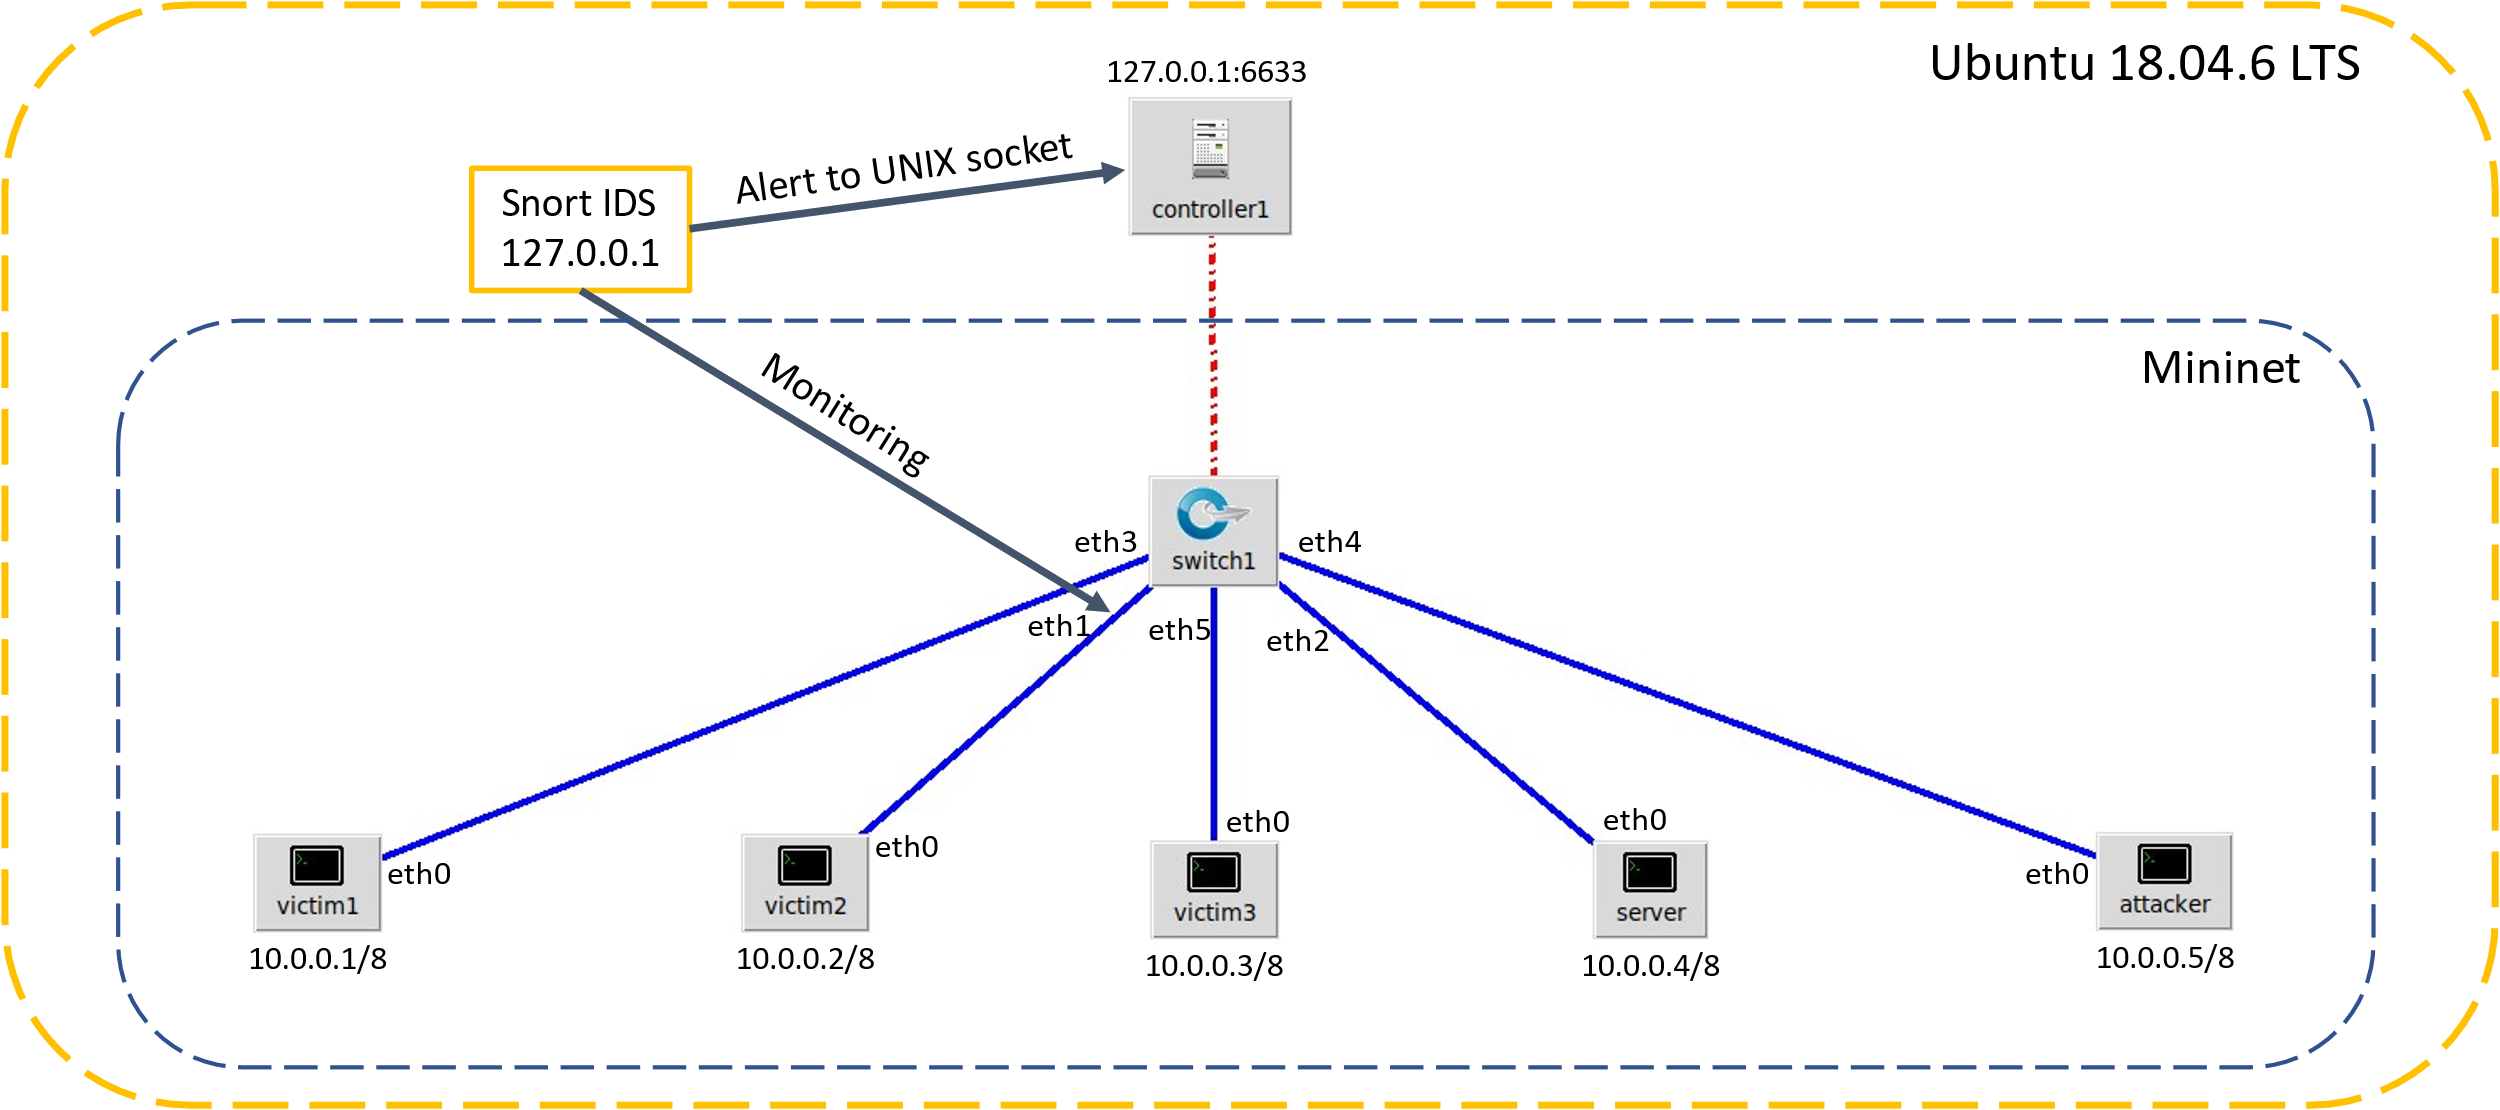 Ubuntu 18.04.6 LTS
127.0.0.1:6633
Alert to UNIX socket
controller1
Snort IDS
127.0.0.1
Mininet
Monitoring
switch1
eth3
eth4
eth1
eth5
eth2
eth0
eth0
eth0
eth0
eth0
victim1
victim2
victim3
server
attacker
10.0.0.1/8
10.0.0.2/8
10.0.0.3/8
10.0.0.4/8
10.0.0.5/8